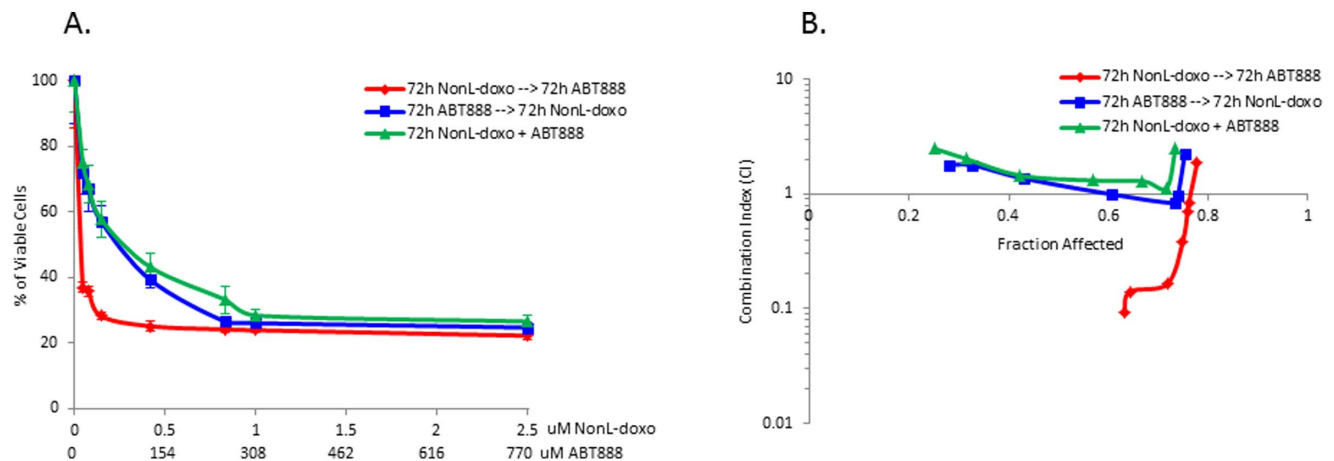 A.
B.
72h NonL-doxo --> 72h ABT888
72h ABT888 --> 72h NonL-doxo
72h NonL-doxo + ABT888
% of Viable Cells
100
80
60
40
20
0
0 0.5 1 1.5 2 2.5 uM NonL-doxo
0 154 308 462 616 770 uM ABT888
72h NonL-doxo --> 72h ABT888
72h ABT888 --> 72h NonL-doxo
72h NonL-doxo + ABT888
Combination Index (CI)
10
1
0.1
0.01
0 0.2 0.4 0.6 0.8 1
Fraction Affected